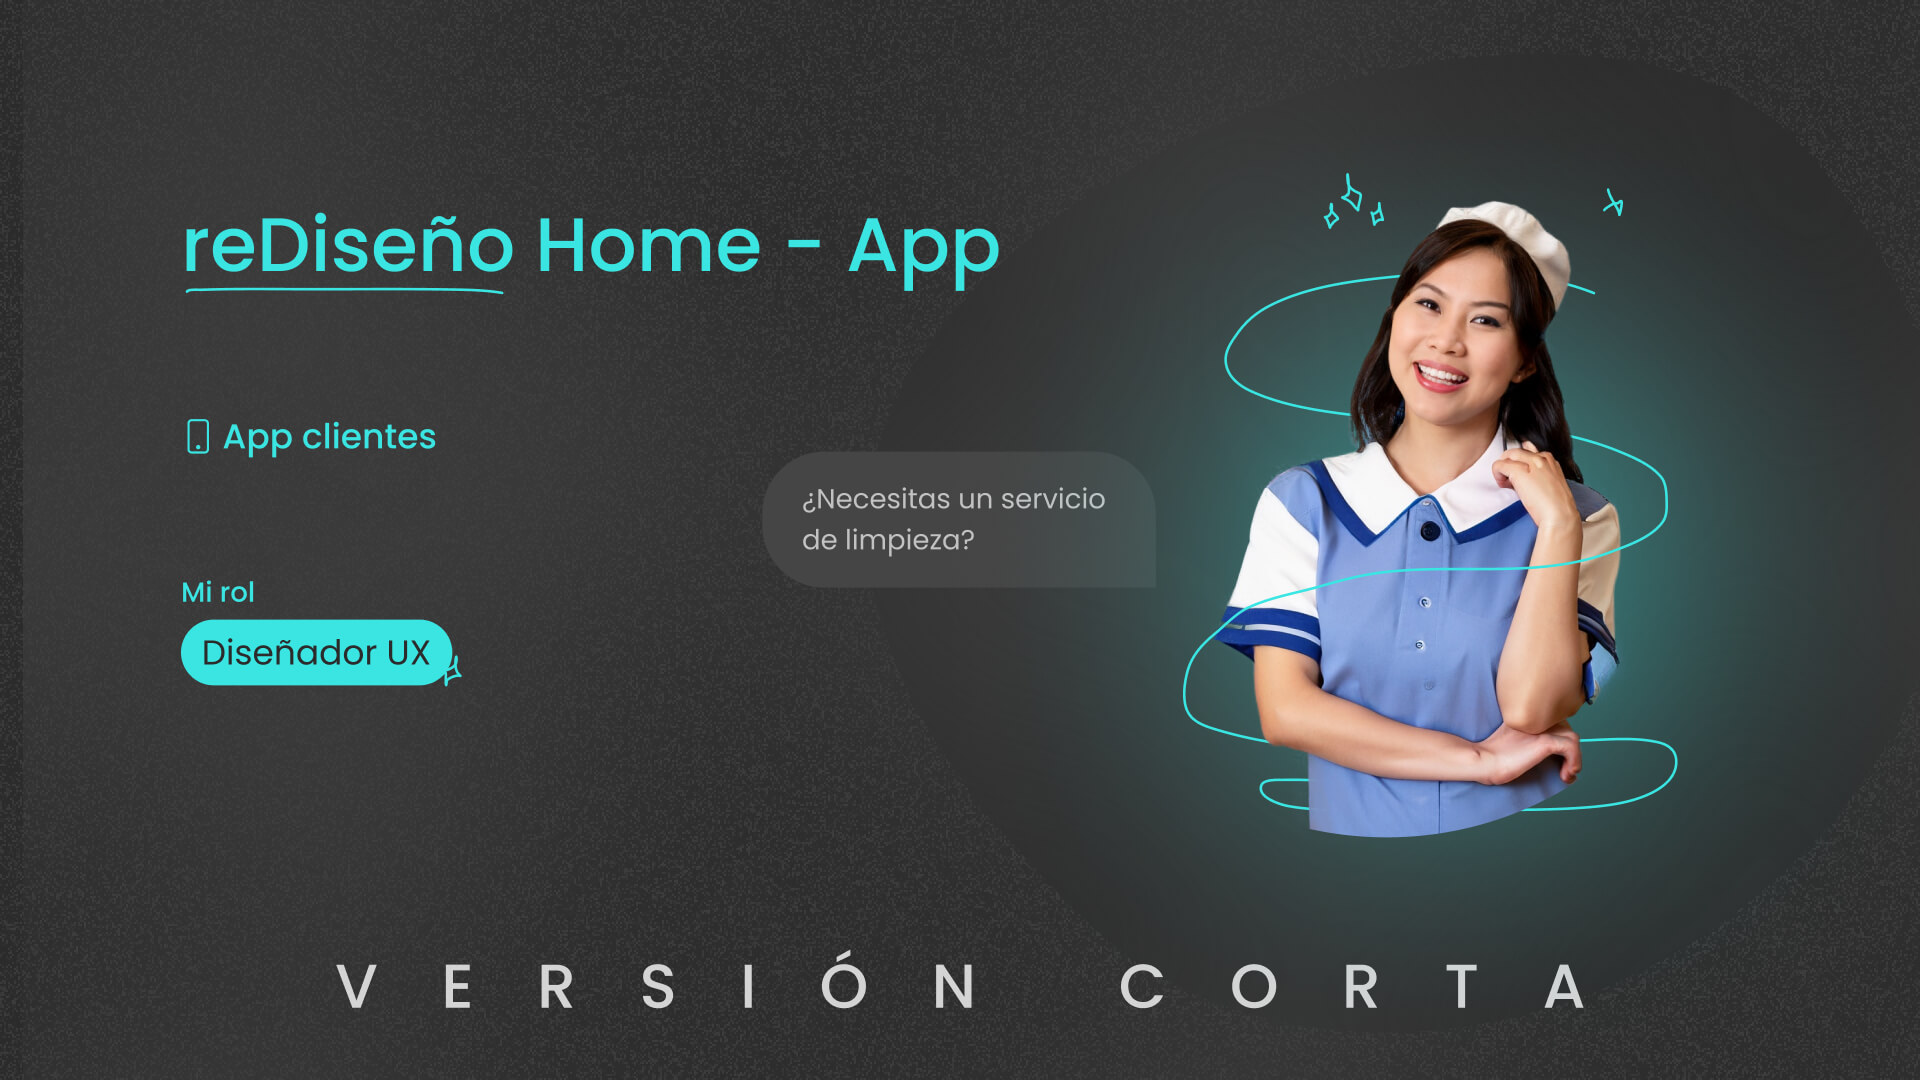 reDiseño Home - App
App clientes
¿Necesitas un servicio
de limpieza?
Mi rol
Diseñador UX
VERSIÓN CORTA